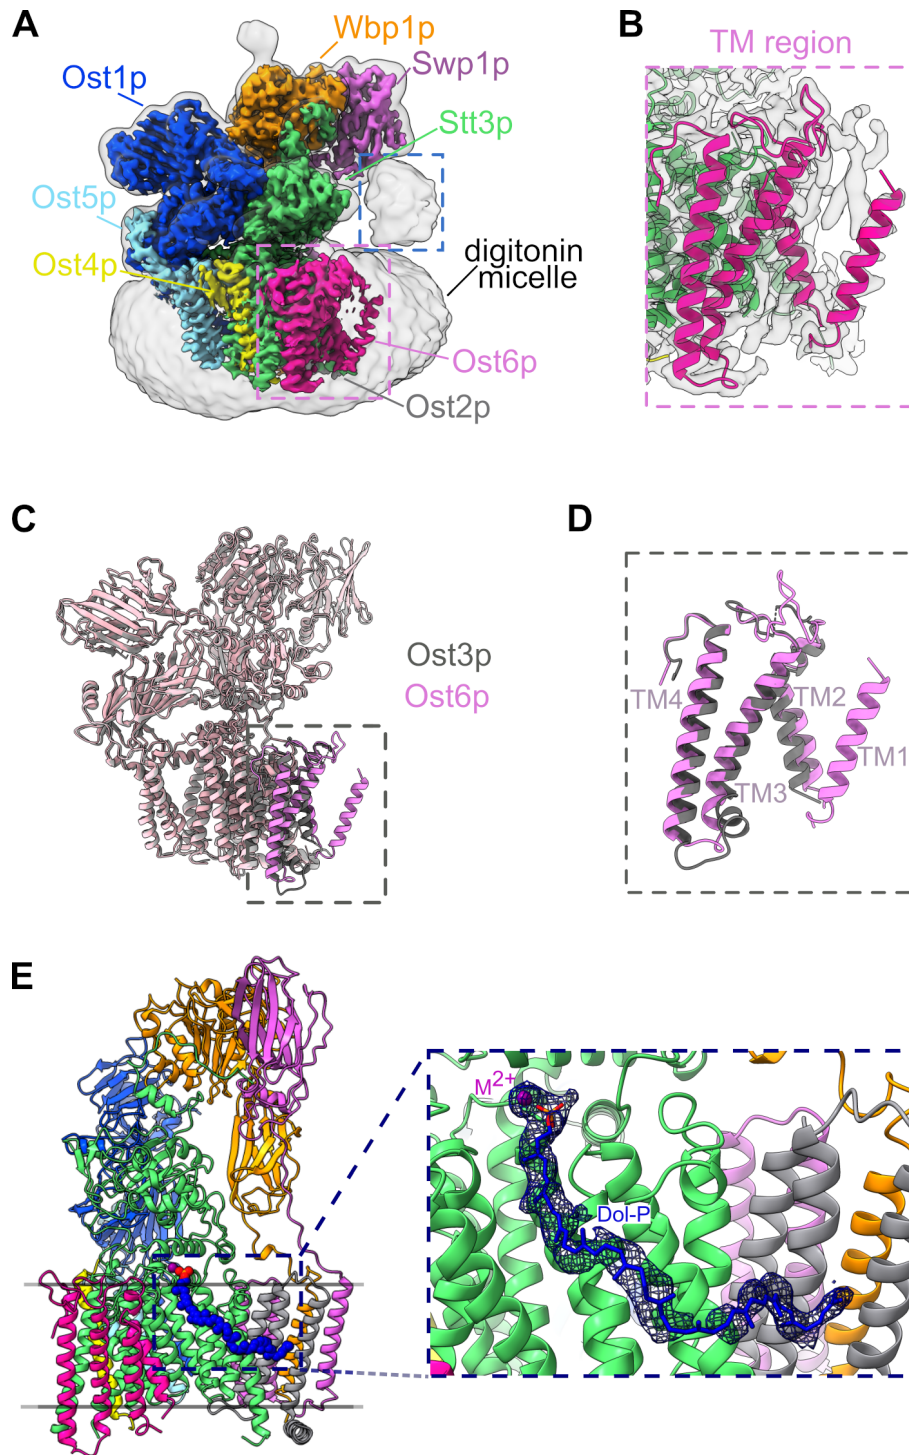 A
Wbp1p
Swp1p
Ost1p
Stt3p
Ost5p
Ost4p
digitonin
micelle
Ost6p
Ost2p
B
TM region
C
Ost3p
Ost6p
D
TM4
TM2
TM1
TM3
E
M2+
Dol-P